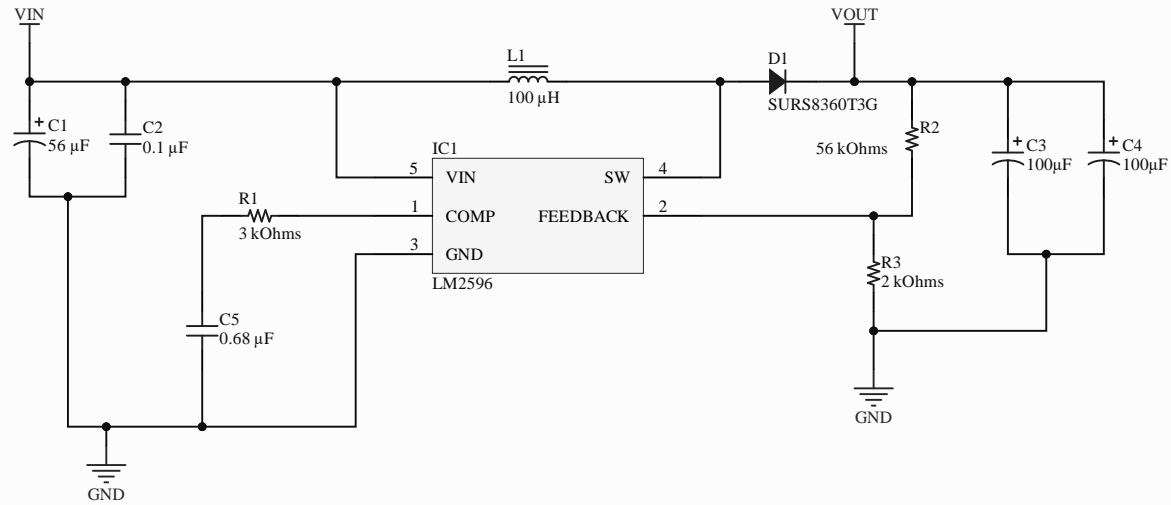 VIN
VOUT
L1
100 µH
D1
SURS8360T3G
C1
56 µF
C2
0.1 µF
R2
56 kOhms
C3
100µF
C4
100µF
IC1
5
VIN
SW
4
R1
3 kOhms
1
COMP
FEEDBACK
2
3
GND
LM2596
R3
2 kOhms
C5
0.68 µF
GND
GND